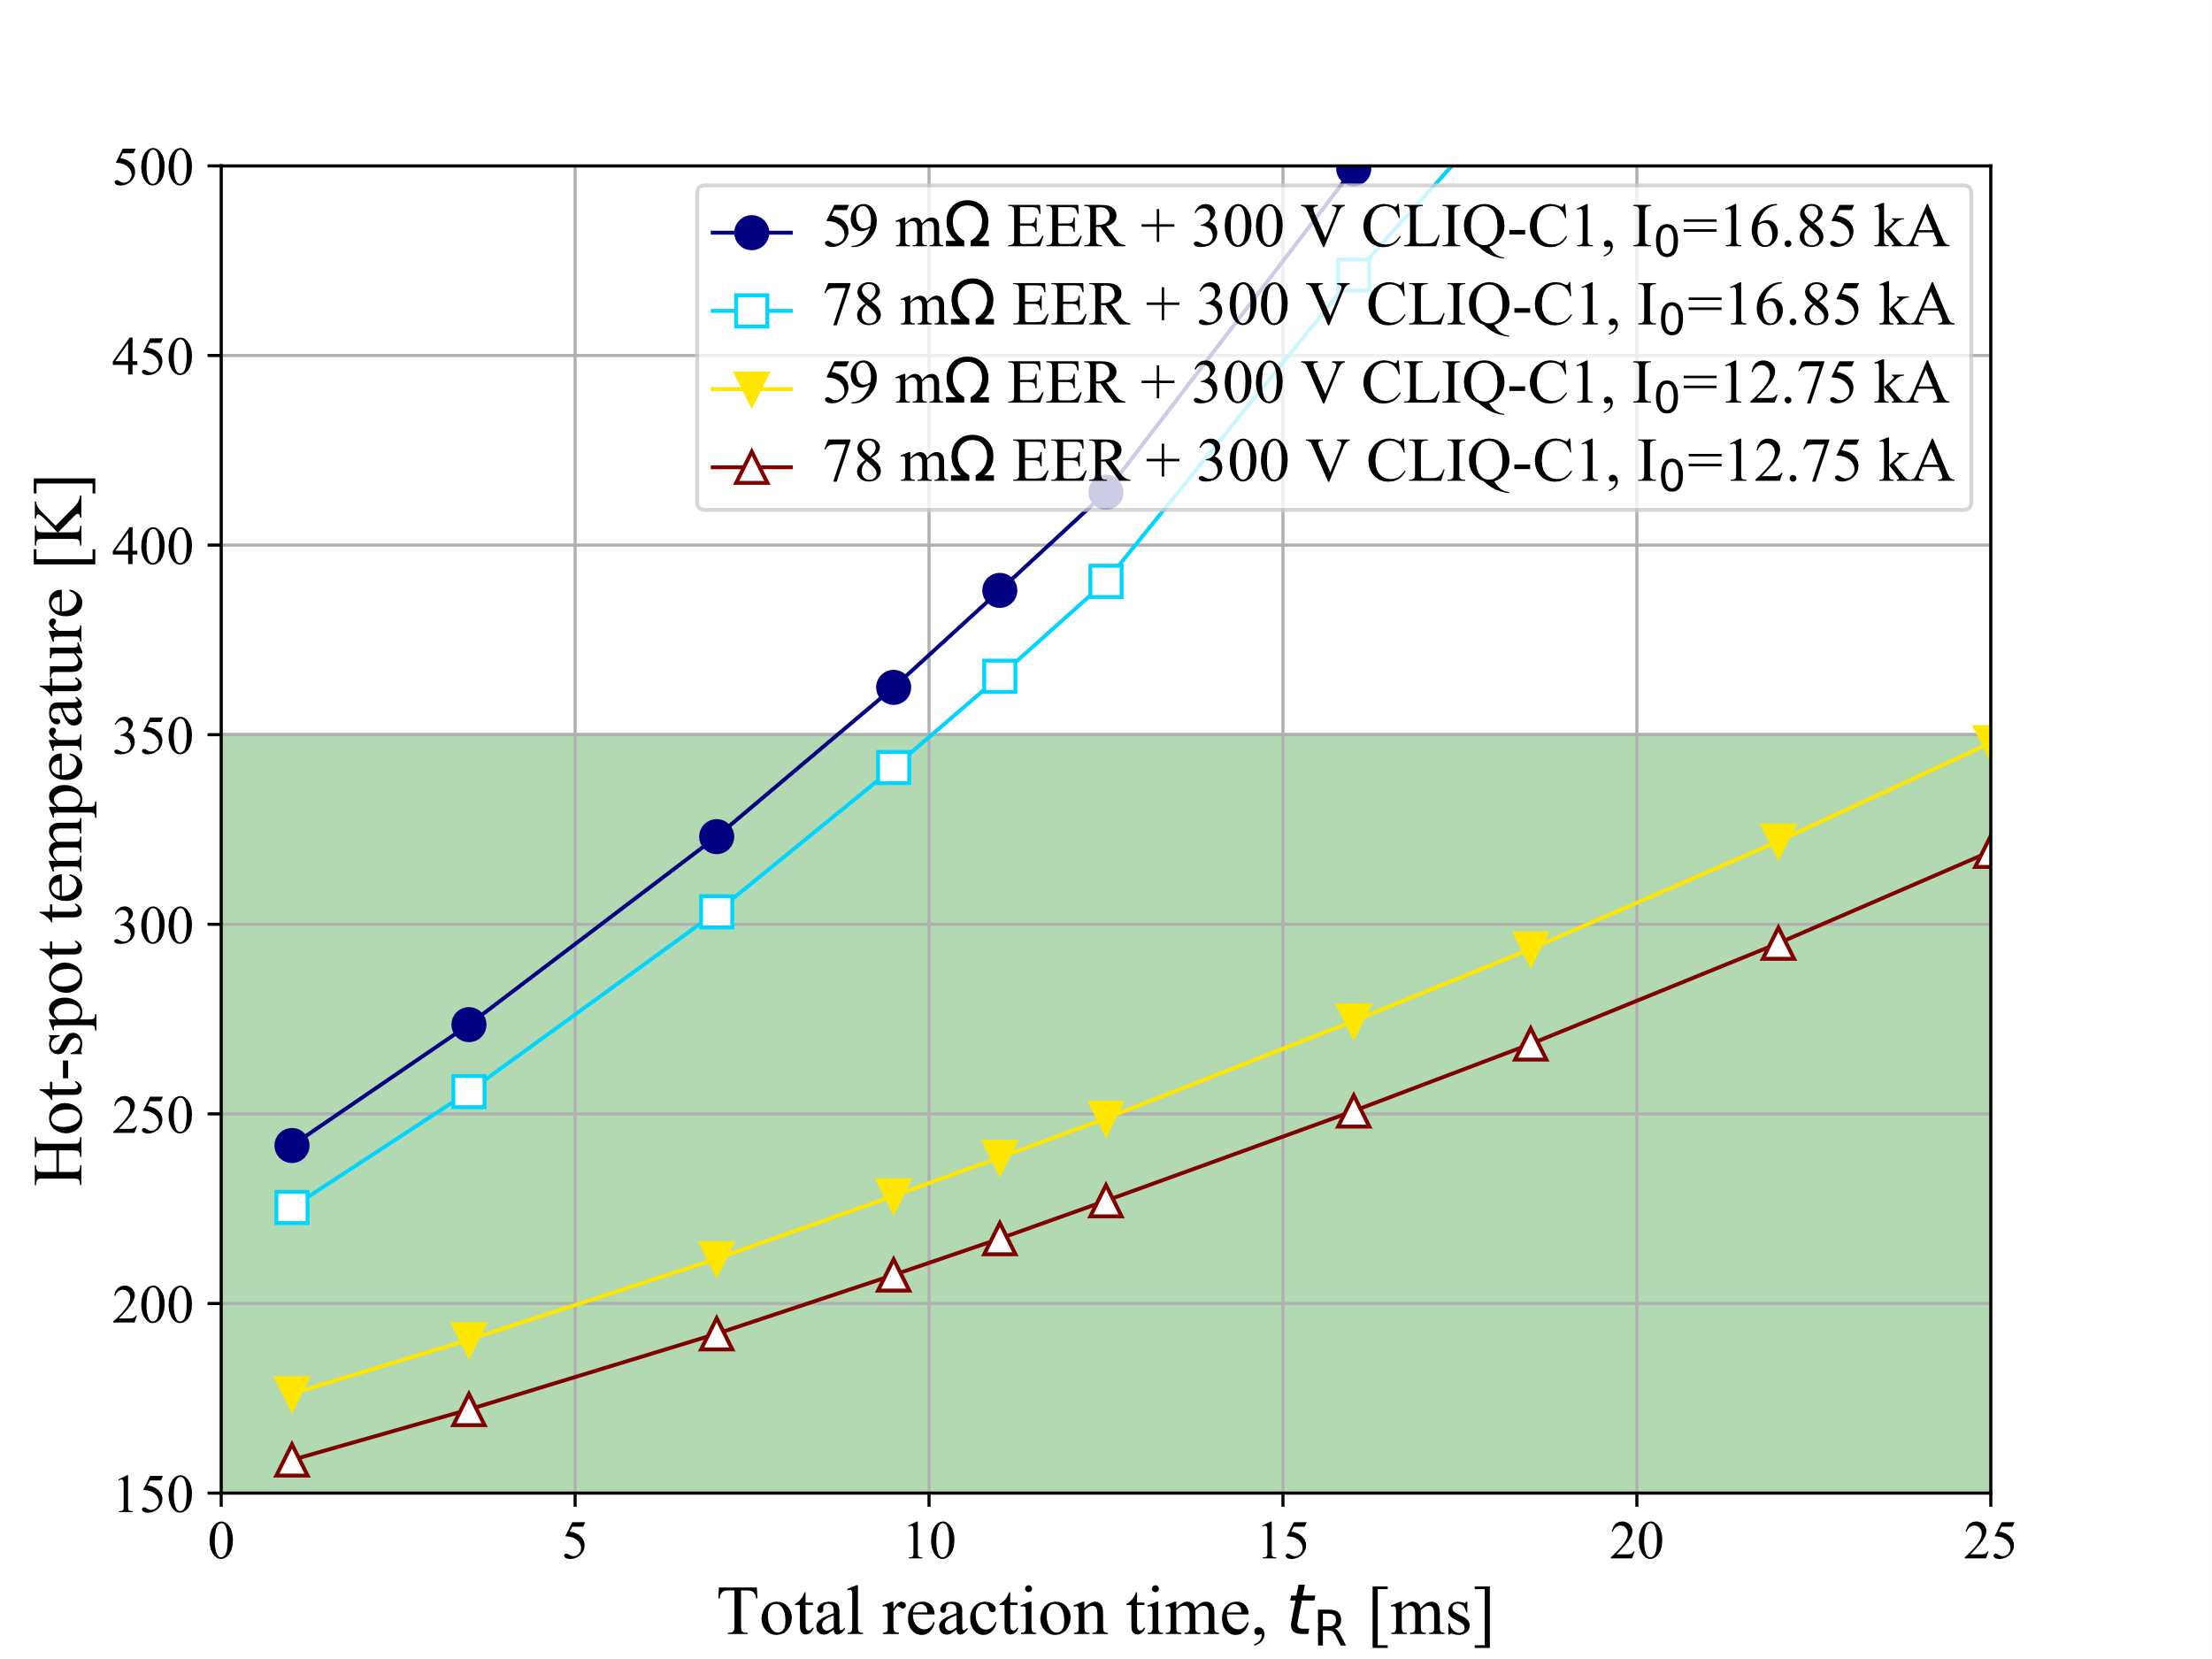 500
450
400
350
300
250
200
150
Hot-spot temperature [K]
59 mΩ EER + 300 V CLIQ-C1, I₀=16.85 kA
78 mΩ EER + 300 V CLIQ-C1, I₀=16.85 kA
59 mΩ EER + 300 V CLIQ-C1, I₀=12.75 kA
78 mΩ EER + 300 V CLIQ-C1, I₀=12.75 kA
0 5 10 15 20 25
Total reaction time, t_R [ms]